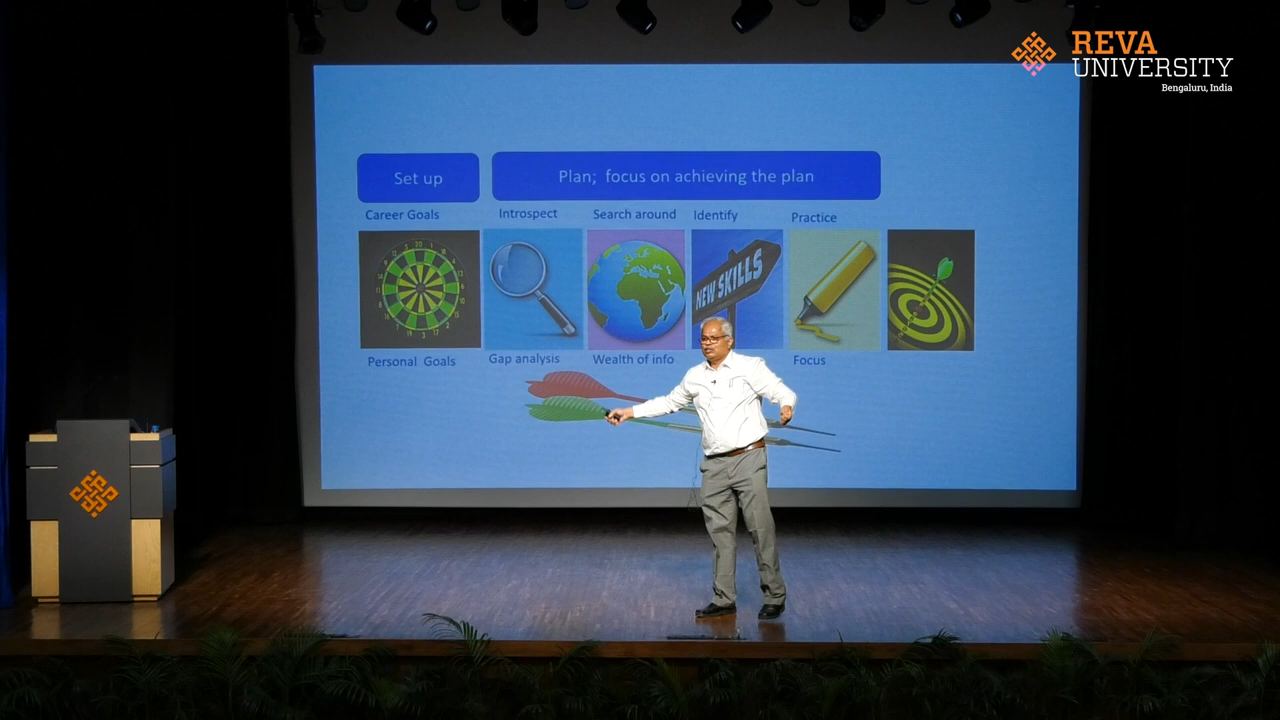 REVA
UNIVERSITY
Bengaluru, India
Set up
Plan; focus on achieving the plan
Career Goals
Introspect
Search around
Identify
Practice
NEW SKILLS
Personal Goals
Gap analysis
Wealth of info
Focus